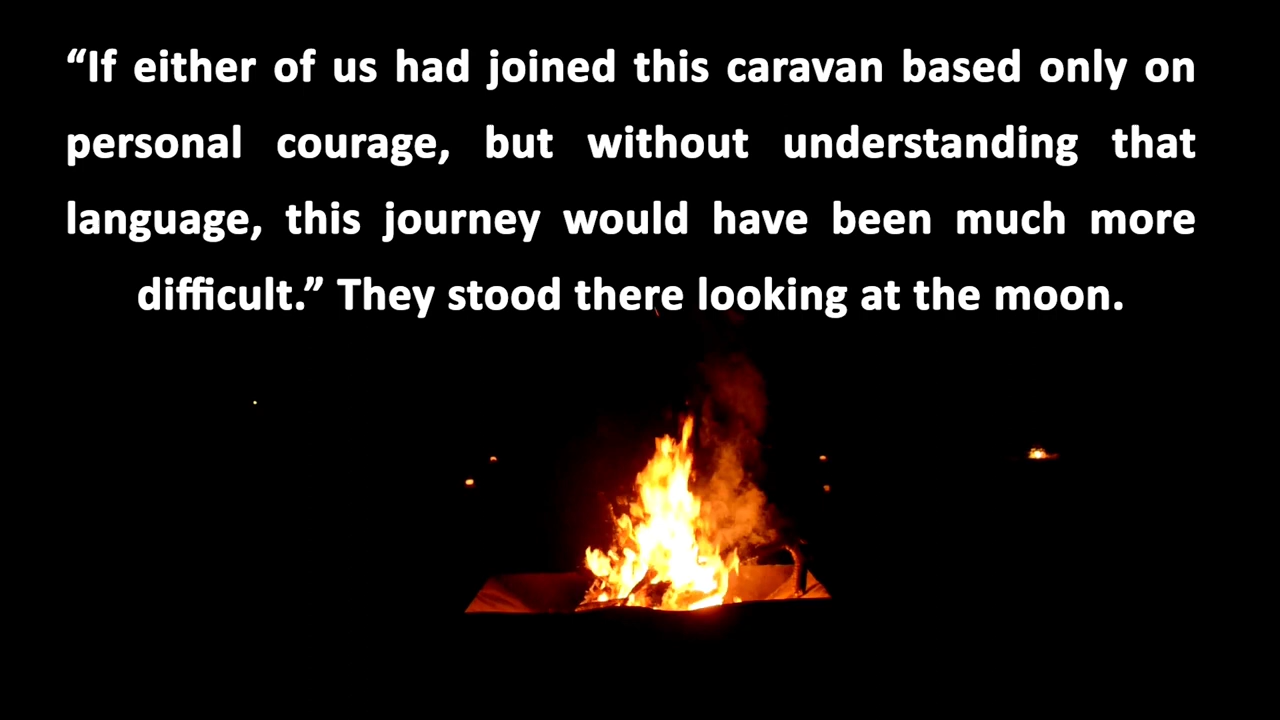 “If either of us had joined this caravan based only on
personal courage, but without understanding that
language, this journey would have been much more
difficult.” They stood there looking at the moon.